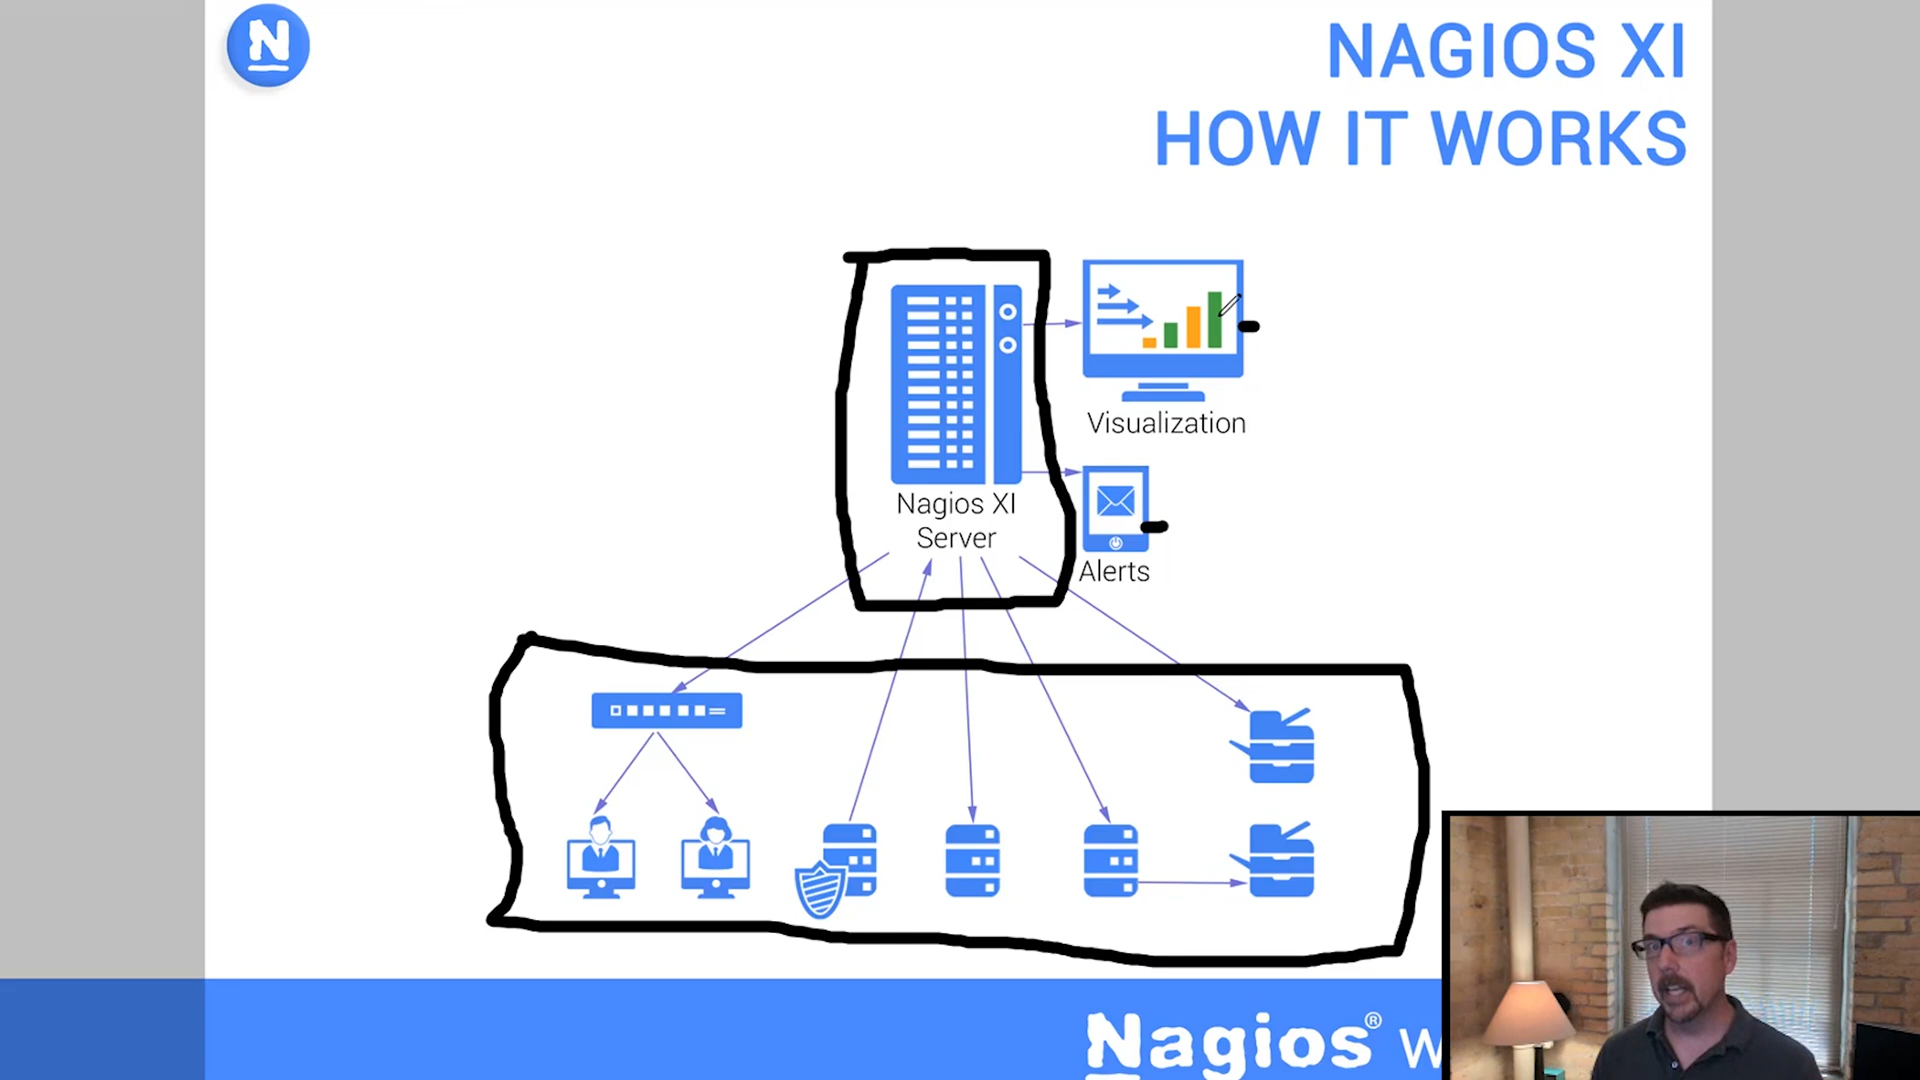 N
NAGIOS XI
HOW IT WORKS
Visualization
Nagios XI
Server
Alerts
Nagios® W